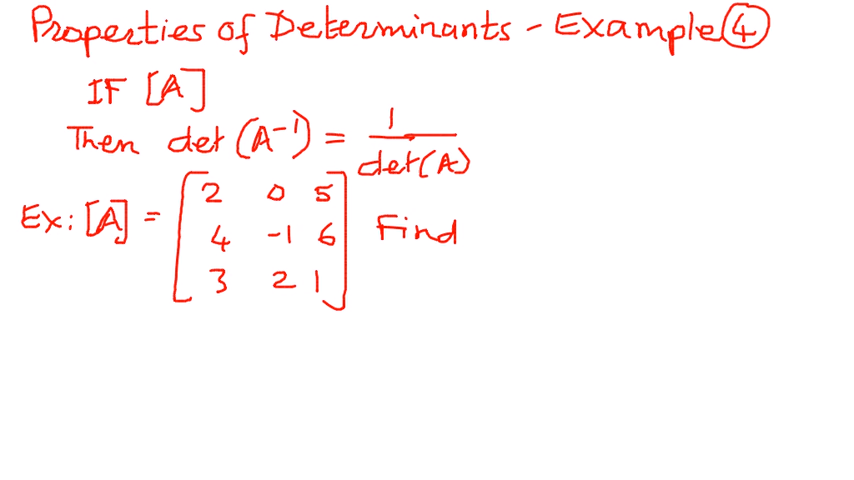 Properties of Determinants - Example 4
IF [A]
Then det (A⁻¹) = 1/det(A)
Ex: [A] = [2 0 5
4 -1 6
3 2 1] Find